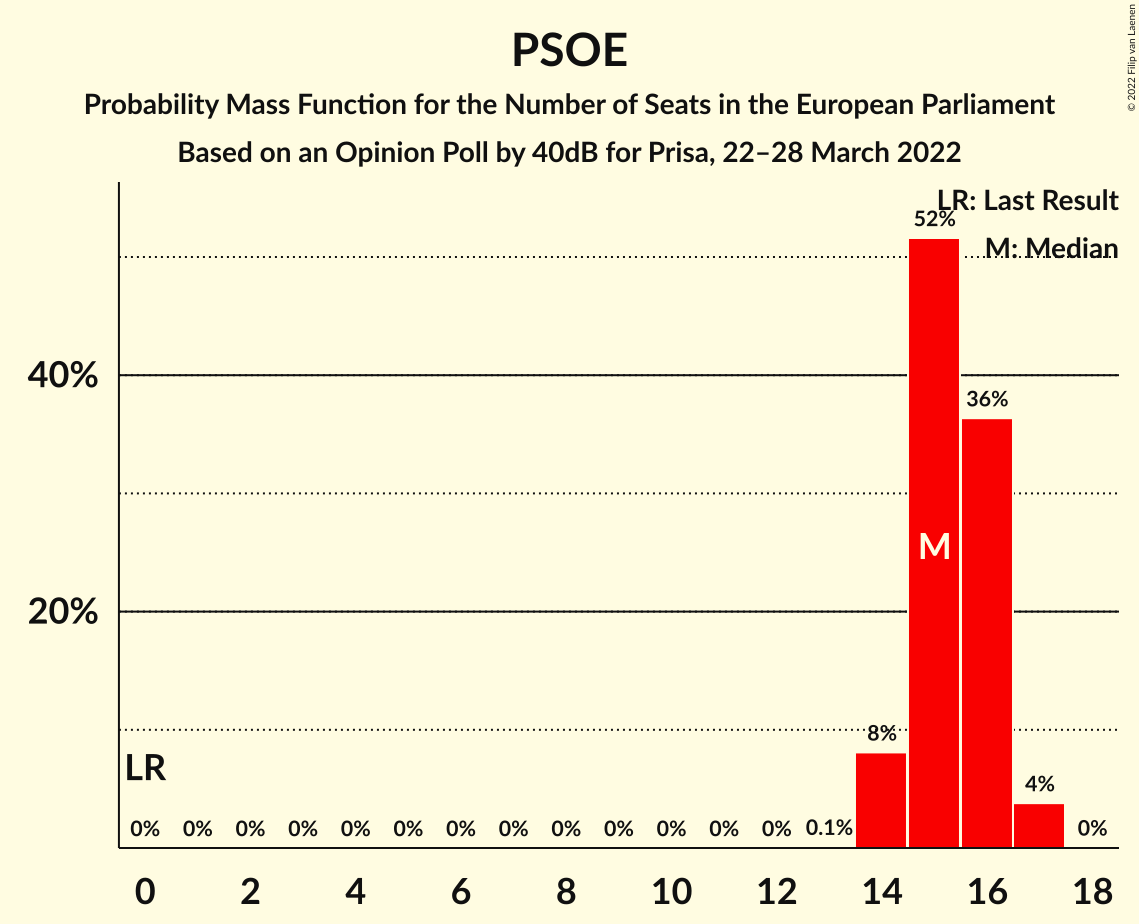 PSOE
Probability Mass Function for the Number of Seats in the European Parliament
Based on an Opinion Poll by 40dB for Prisa, 22–28 March 2022
© 2022 Filip van Laenen
LR: Last Result
M: Median
52%
40%
36%
M
20%
8%
LR
4%
0% 0% 0% 0% 0% 0% 0% 0% 0% 0% 0% 0% 0% 0.1% 0%
0 2 4 6 8 10 12 14 16 18